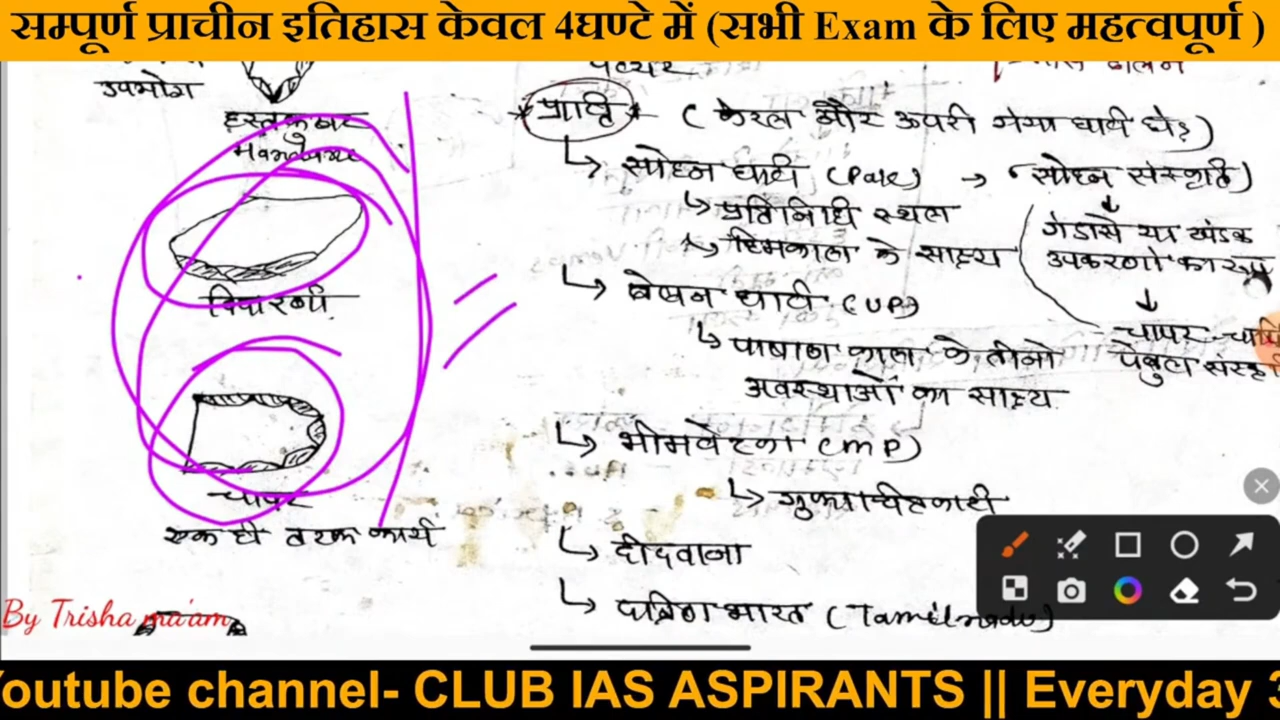 सम्पूर्ण प्राचीन इतिहास केवल 4घण्टे में (सभी Exam के लिए महत्वपूर्ण )
उपभोग
हस्तकुठार
विदारणी
चापर
एक ही तरफ कार्य
प्राप्ति
( केरल और ऊपरी गंगा घाटी छोड़)
सोहन घाटी (Pak) → सोहन संस्कृति)
प्रतिनिधि स्थल
हिमकाल के साक्ष्य
गंडासे या खंडक
उपकरणों का रूप
बेलन घाटी (UP)
पाषाण काल के तीनों
अवस्थाओं का साक्ष्य
पेबुल
भीमबेटका (MP)
गुफा चित्रकारी
दीदवाना
दक्षिण भारत (Tamilnadu)
By Trisha ma'am
Youtube channel- CLUB IAS ASPIRANTS || Everyday 3